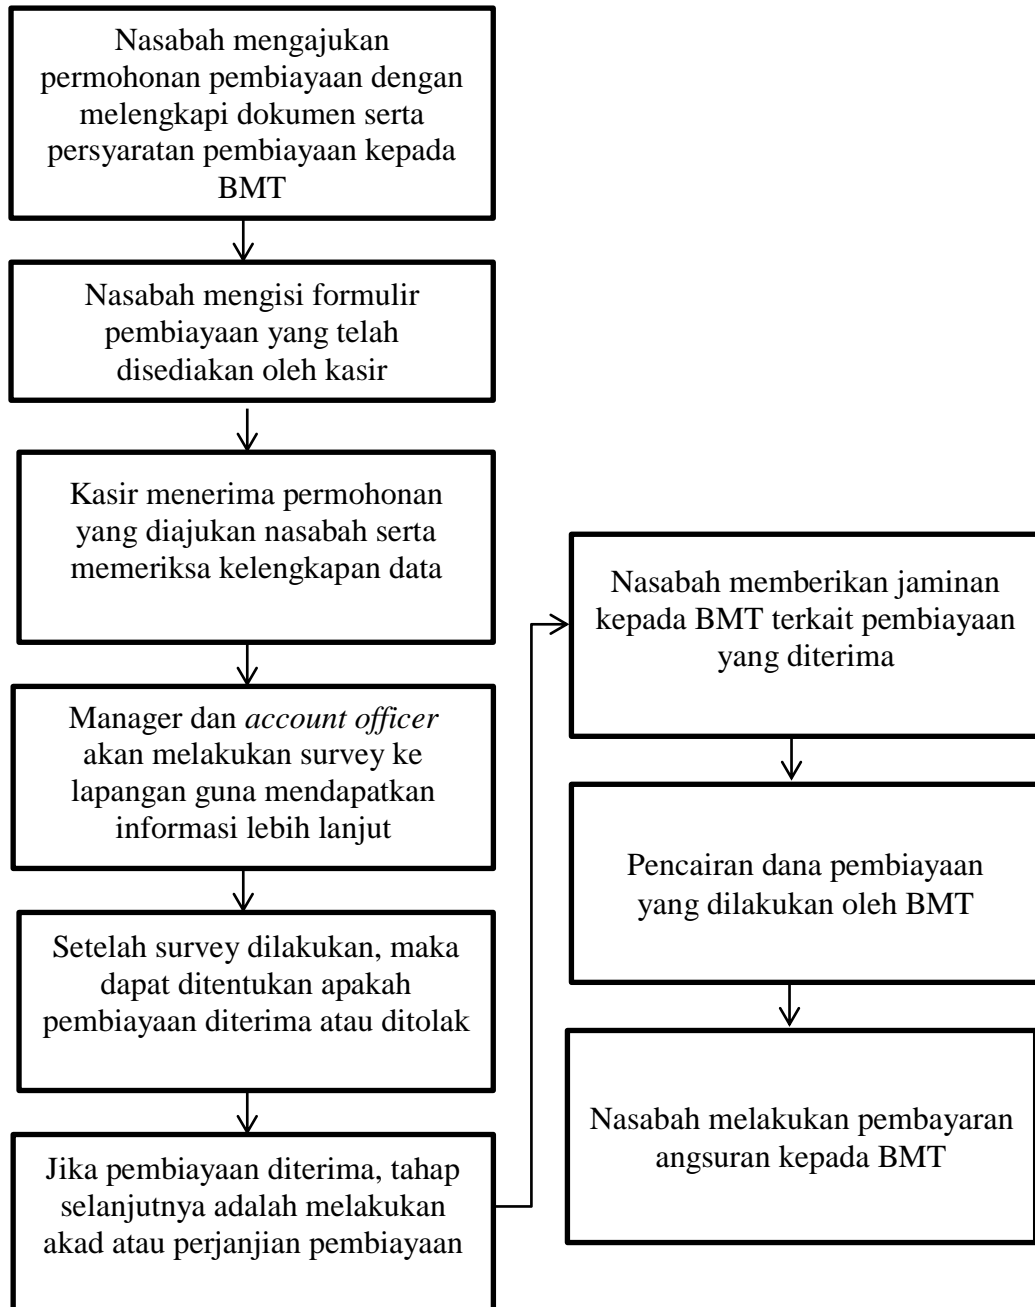 Nasabah mengajukan
permohonan pembiayaan dengan
melengkapi dokumen serta
persyaratan pembiayaan kepada
BMT
Nasabah mengisi formulir
pembiayaan yang telah
disediakan oleh kasir
Kasir menerima permohonan
yang diajukan nasabah serta
memeriksa kelengkapan data
Manager dan account officer
akan melakukan survey ke
lapangan guna mendapatkan
informasi lebih lanjut
Setelah survey dilakukan, maka
dapat ditentukan apakah
pembiayaan diterima atau ditolak
Jika pembiayaan diterima, tahap
selanjutnya adalah melakukan
akad atau perjanjian pembiayaan
Nasabah memberikan jaminan
kepada BMT terkait pembiayaan
yang diterima
Pencairan dana pembiayaan
yang dilakukan oleh BMT
Nasabah melakukan pembayaran
angsuran kepada BMT